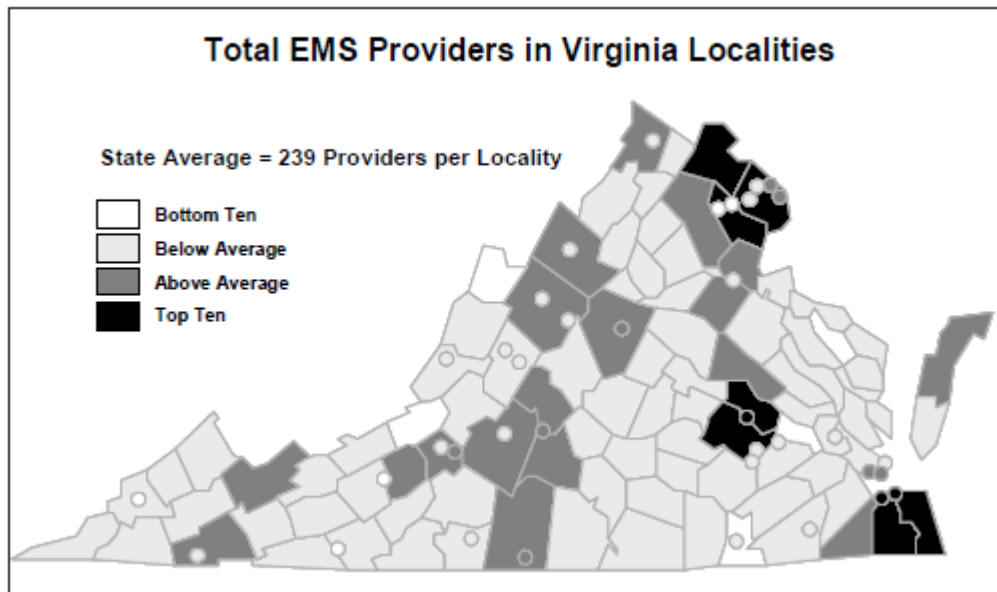 Total EMS Providers in Virginia Localities
State Average = 239 Providers per Locality
Bottom Ten
Below Average
Above Average
Top Ten